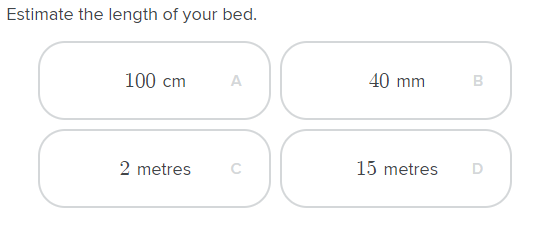 Estimate the length of your bed.
100 cm A
40 mm B
2 metres C
15 metres D